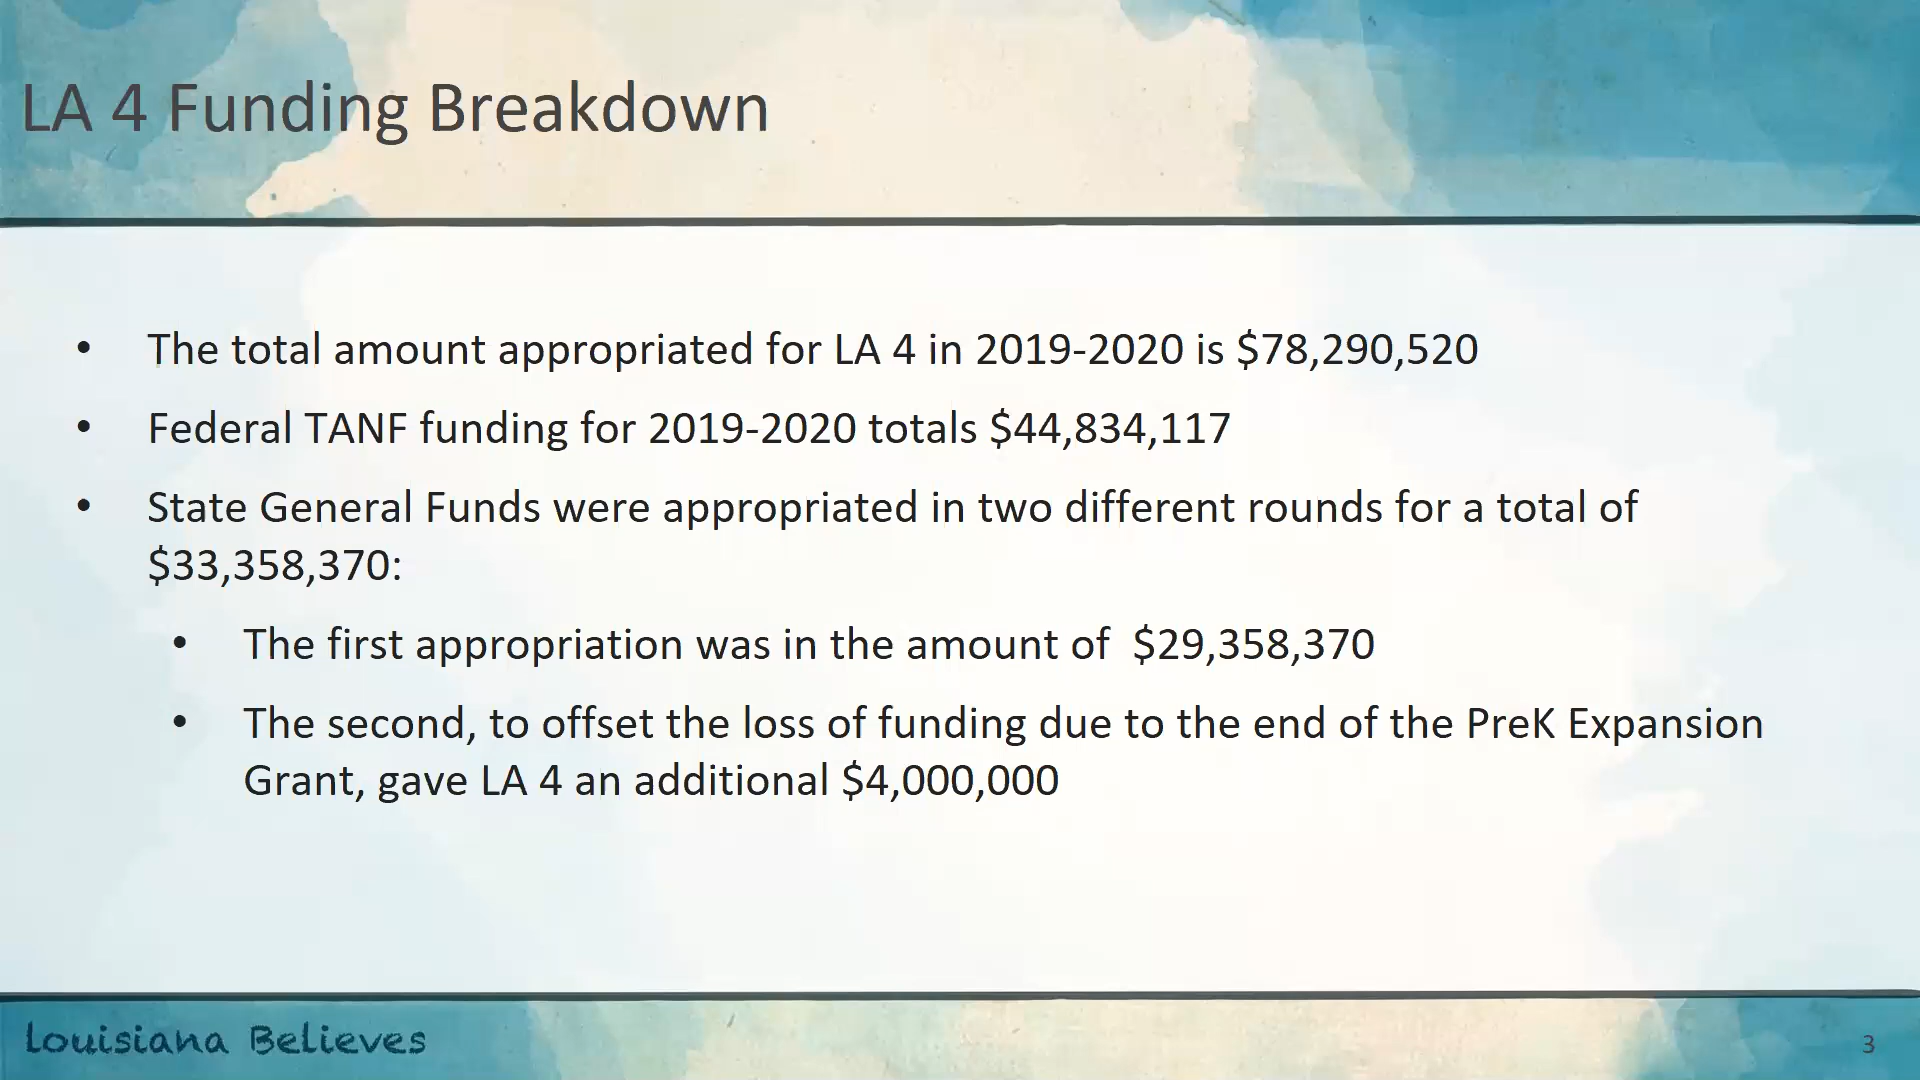 LA 4 Funding Breakdown
• The total amount appropriated for LA 4 in 2019-2020 is $78,290,520
• Federal TANF funding for 2019-2020 totals $44,834,117
• State General Funds were appropriated in two different rounds for a total of
$33,358,370:
• The first appropriation was in the amount of $29,358,370
• The second, to offset the loss of funding due to the end of the PreK Expansion
Grant, gave LA 4 an additional $4,000,000
Louisiana Believes
3